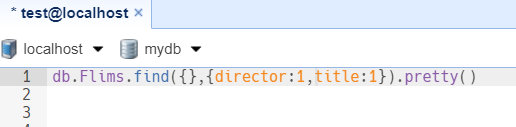 * test@localhost ×
localhost ▼ mydb ▼
1 db.Flims.find({},{director:1,title:1}).pretty()
2
3